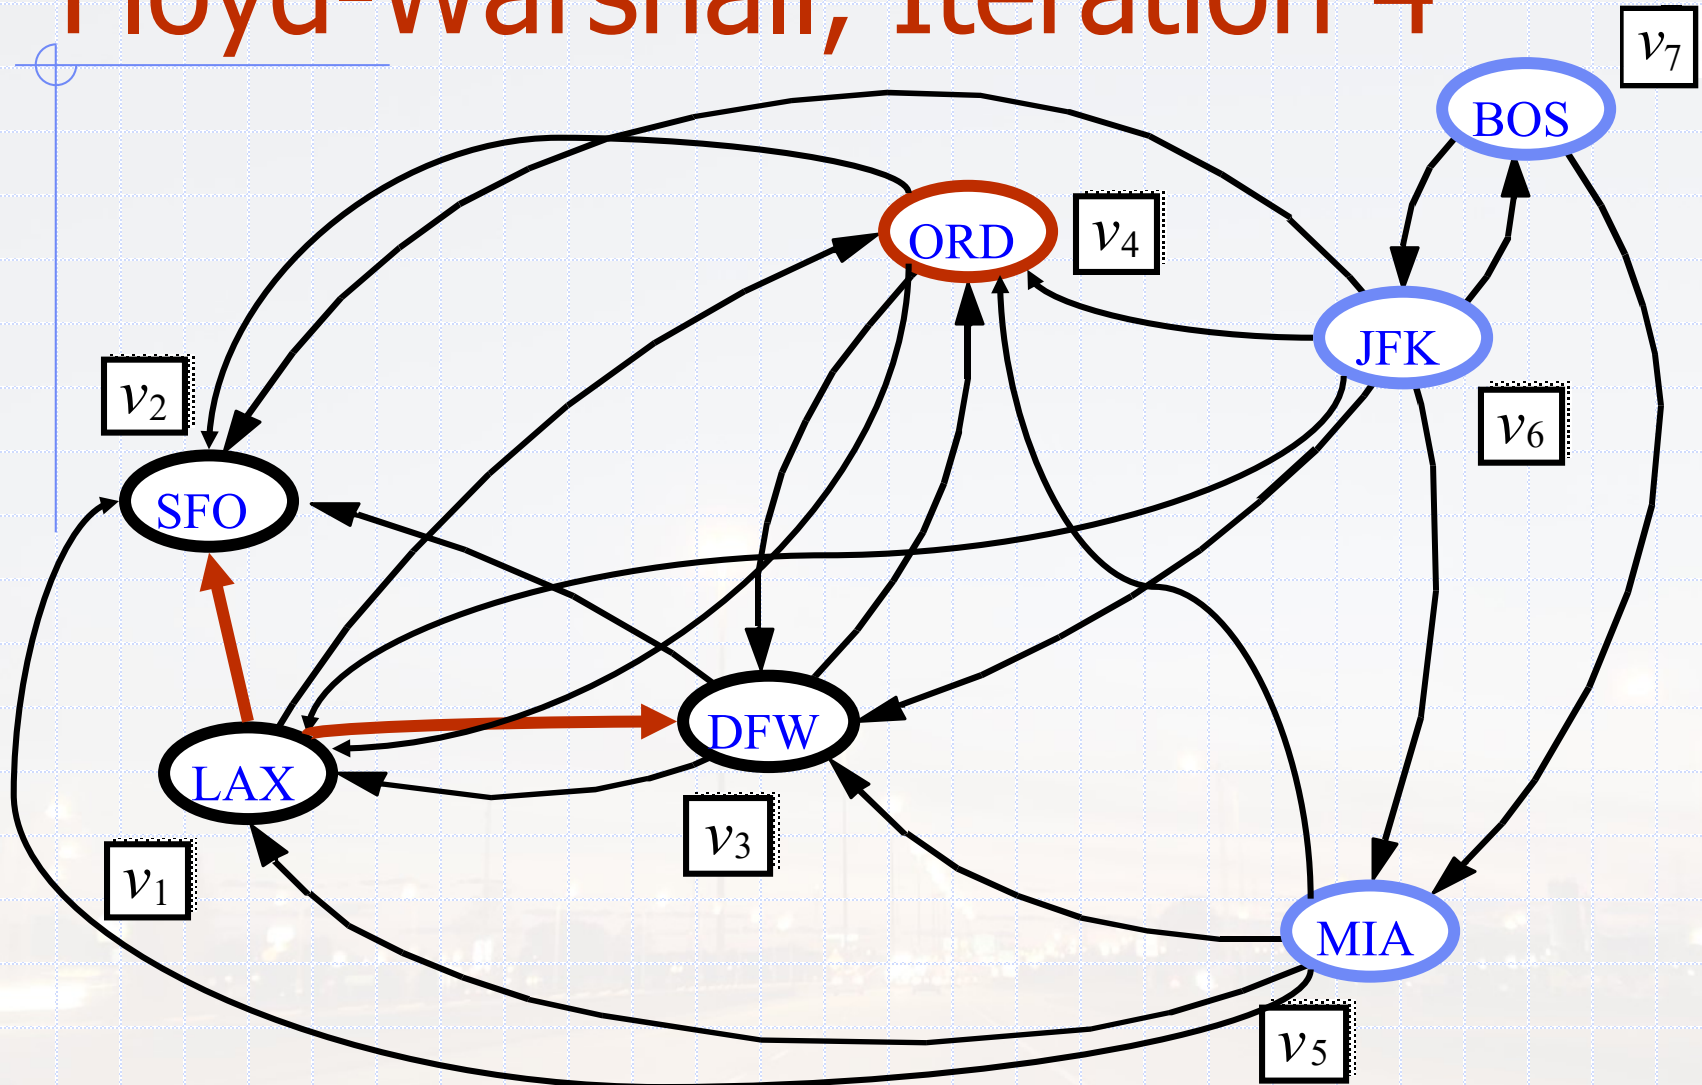 Floyd-Warshall, Iteration 4
v7
BOS
ORD
v4
JFK
v2
v6
SFO
DFW
LAX
v3
v1
MIA
v5